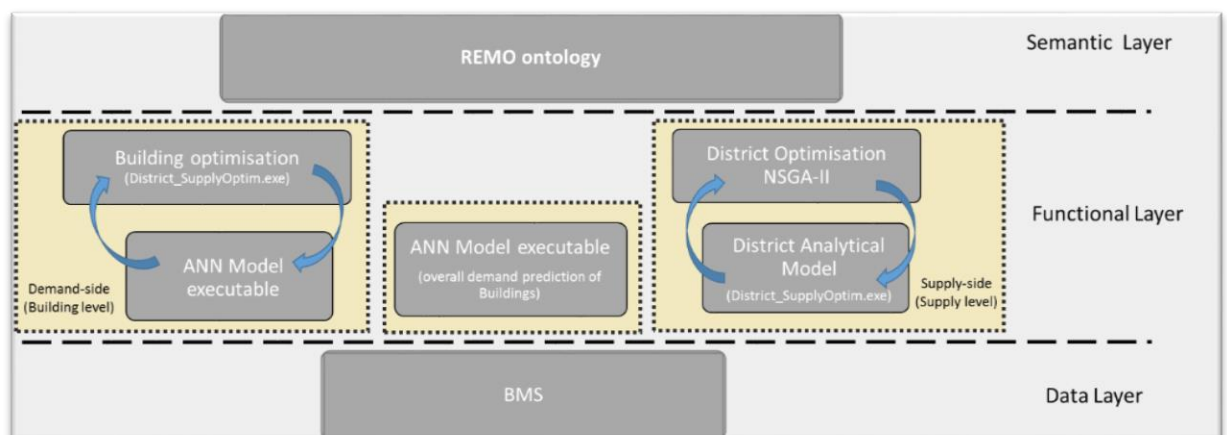 REMO ontology
Semantic Layer
Building optimisation
(District_SupplyOptim.exe)
ANN Model
executable
Demand-side
(Building level)
ANN Model executable
(overall demand prediction of
Buildings)
District Optimisation
NSGA-II
District Analytical
Model
(District_SupplyOptim.exe)
Supply-side
(Supply level)
Functional Layer
BMS
Data Layer